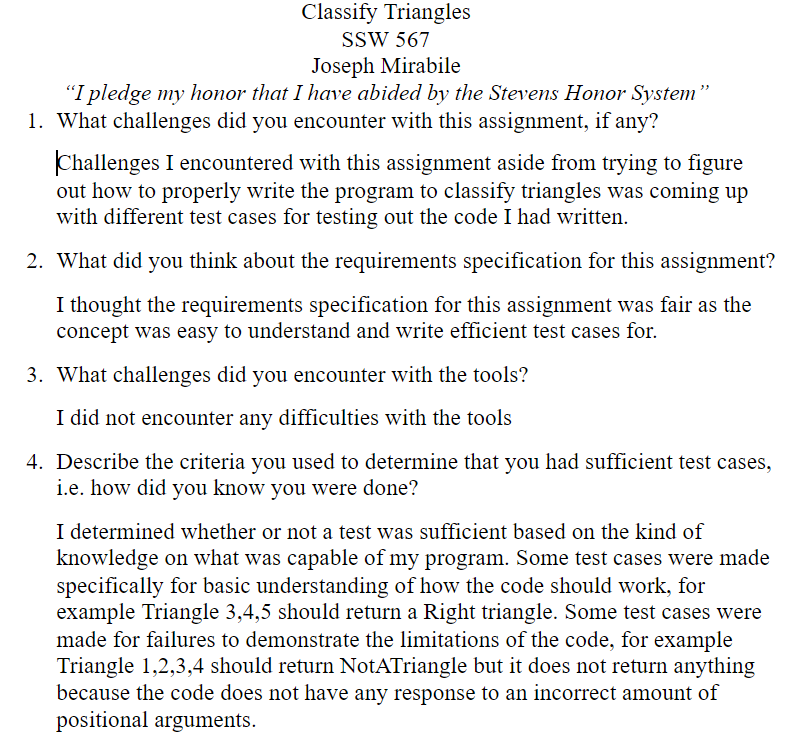 Classify Triangles
SSW 567
Joseph Mirabile
“I pledge my honor that I have abided by the Stevens Honor System”
1. What challenges did you encounter with this assignment, if any?
Challenges I encountered with this assignment aside from trying to figure
out how to properly write the program to classify triangles was coming up
with different test cases for testing out the code I had written.
2. What did you think about the requirements specification for this assignment?
I thought the requirements specification for this assignment was fair as the
concept was easy to understand and write efficient test cases for.
3. What challenges did you encounter with the tools?
I did not encounter any difficulties with the tools
4. Describe the criteria you used to determine that you had sufficient test cases,
i.e. how did you know you were done?
I determined whether or not a test was sufficient based on the kind of
knowledge on what was capable of my program. Some test cases were made
specifically for basic understanding of how the code should work, for
example Triangle 3,4,5 should return a Right triangle. Some test cases were
made for failures to demonstrate the limitations of the code, for example
Triangle 1,2,3,4 should return NotATriangle but it does not return anything
because the code does not have any response to an incorrect amount of
positional arguments.